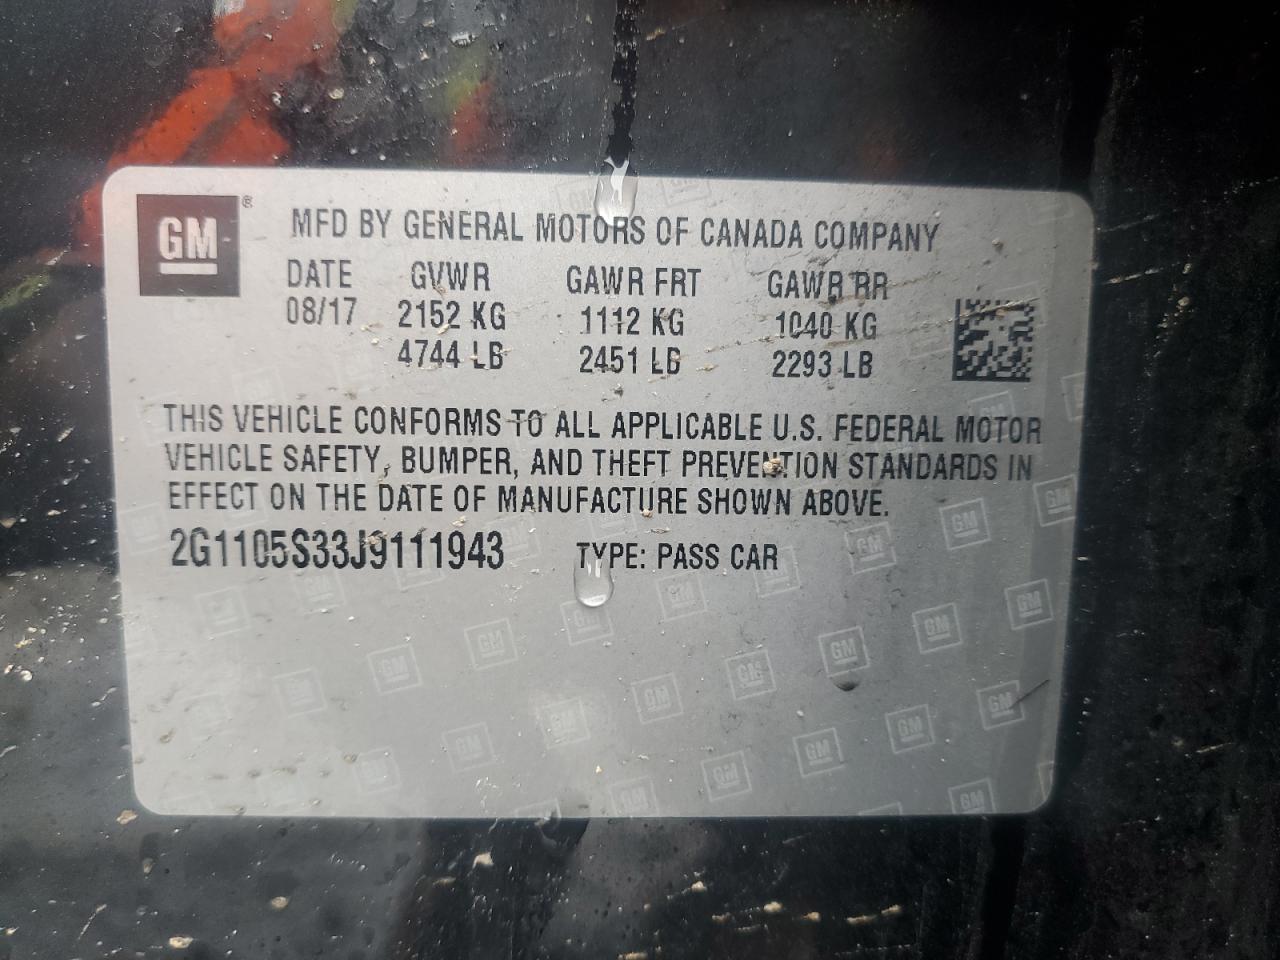 GM ®
MFD BY GENERAL MOTORS OF CANADA COMPANY
DATE GVWR GAWR FRT GAWR RR
08/17 2152 KG 1112 KG 1040 KG
4744 LB 2451 LB 2293 LB
THIS VEHICLE CONFORMS TO ALL APPLICABLE U.S. FEDERAL MOTOR
VEHICLE SAFETY, BUMPER, AND THEFT PREVENTION STANDARDS IN
EFFECT ON THE DATE OF MANUFACTURE SHOWN ABOVE.
2G1105S33J9111943 TYPE: PASS CAR